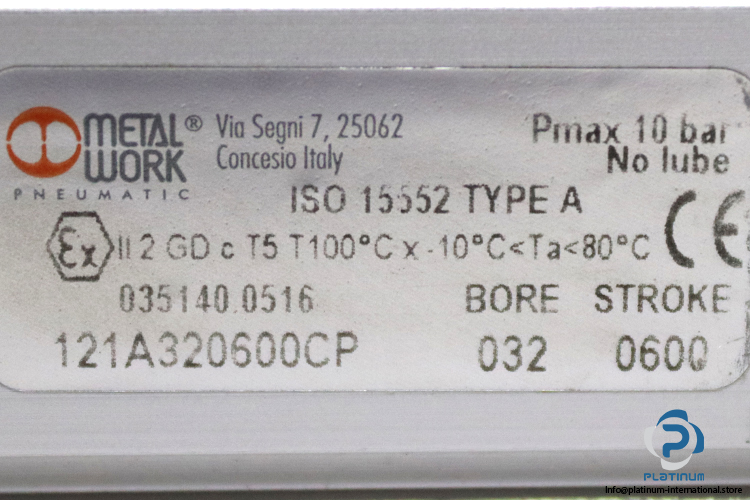 METAL® Via Segni 7, 25062 Pmax 10 bar
WORK Concesio Italy No lube
PNEUMATIC
ISO 15552 TYPE A
Ex II 2 GD c T5 T100°C x -10°C<Ta<80°C CE
035140.0516 BORE STROKE
121A320600CP 032 0600
PLATINUM
Info@platinum-international.store